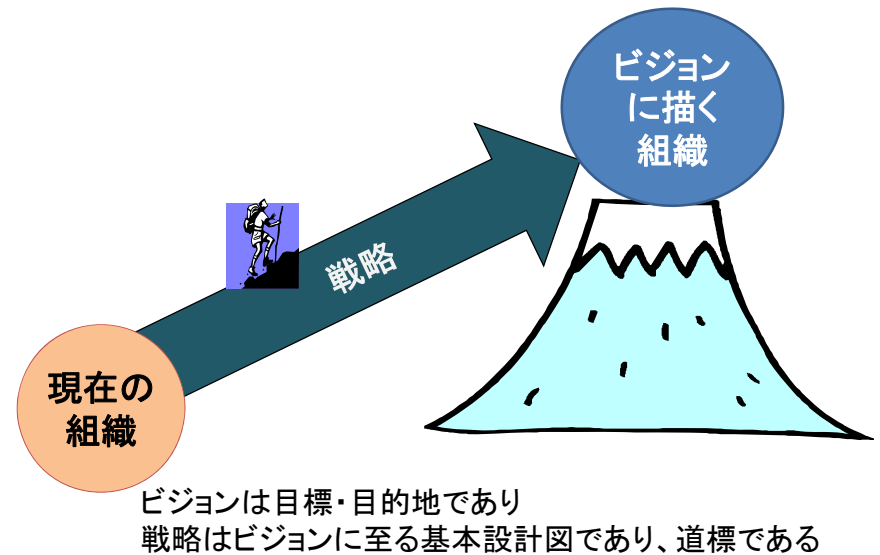 ビジョン
に描く
組織
戦略
現在の
組織
ビジョンは目標・目的地であり
戦略はビジョンに至る基本設計図であり、道標である